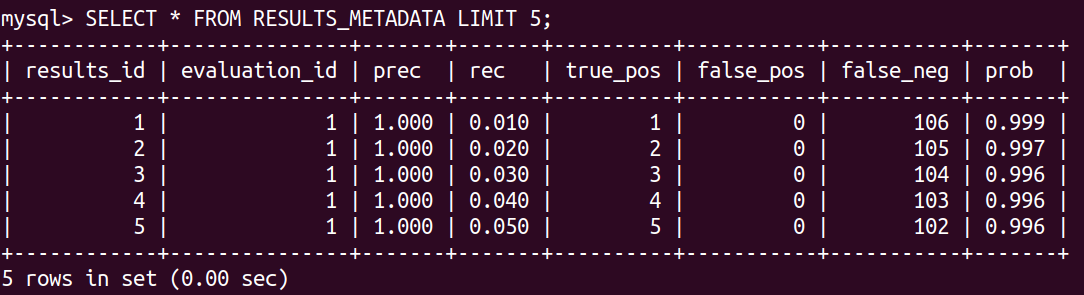 mysql> SELECT * FROM RESULTS_METADATA LIMIT 5;
+------------+---------------+-------+-------+----------+-----------+-----------+-------+
| results_id | evaluation_id | prec  | rec   | true_pos | false_pos | false_neg | prob  |
+------------+---------------+-------+-------+----------+-----------+-----------+-------+
|          1 |             1 | 1.000 | 0.010 |        1 |         0 |       106 | 0.999 |
|          2 |             1 | 1.000 | 0.020 |        2 |         0 |       105 | 0.997 |
|          3 |             1 | 1.000 | 0.030 |        3 |         0 |       104 | 0.996 |
|          4 |             1 | 1.000 | 0.040 |        4 |         0 |       103 | 0.996 |
|          5 |             1 | 1.000 | 0.050 |        5 |         0 |       102 | 0.996 |
+------------+---------------+-------+-------+----------+-----------+-----------+-------+
5 rows in set (0.00 sec)